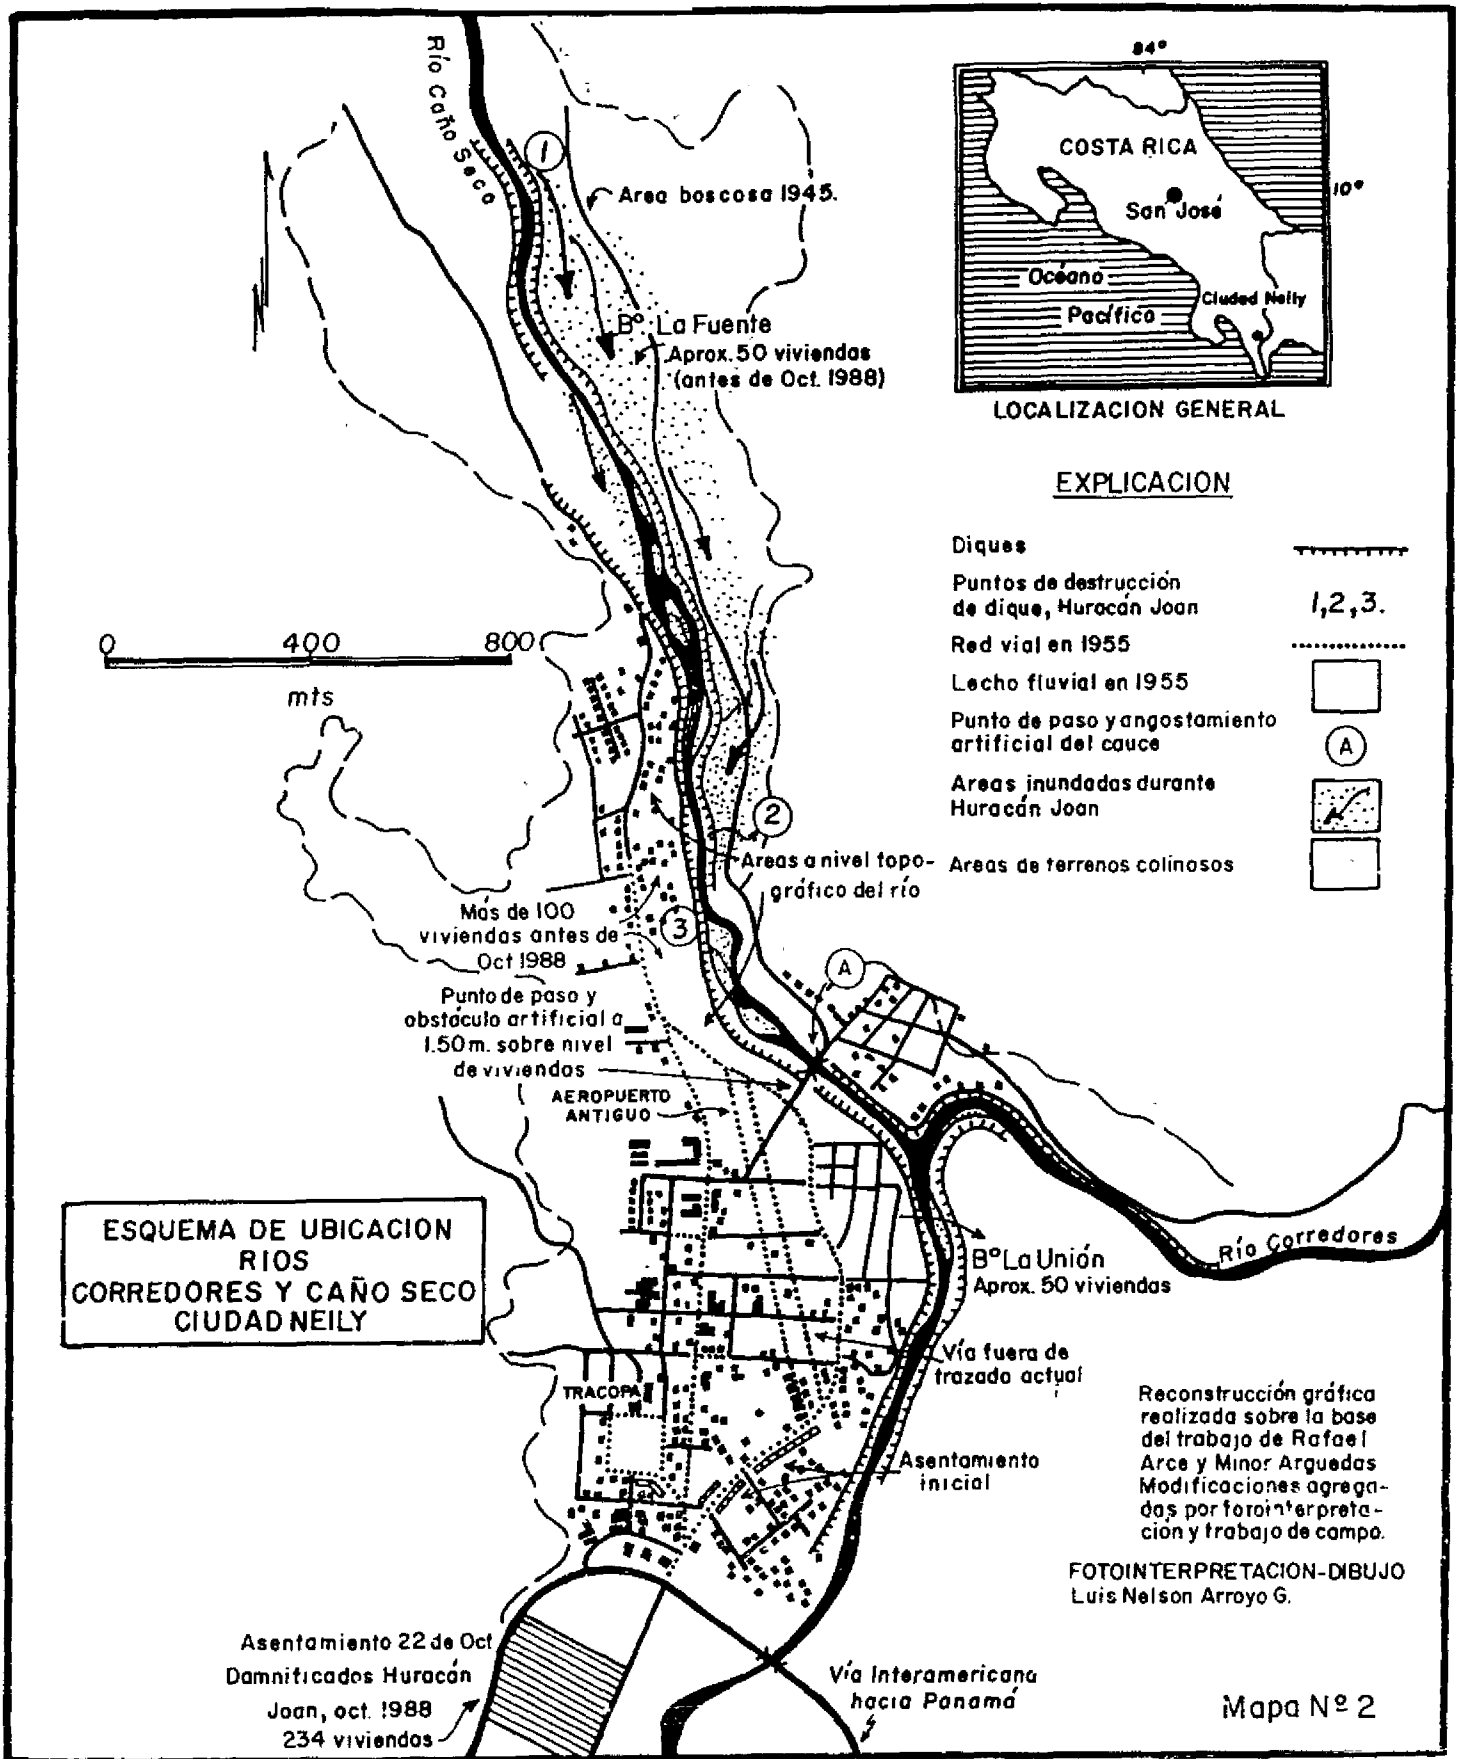 Río Caño Seco
1
Area boscosa 1945.
Bº La Fuente
Aprox. 50 viviendas
(antes de Oct. 1988)
84°
10°
COSTA RICA
San José
Océano
Pacífico
Ciudad Neily
LOCALIZACION GENERAL
EXPLICACION
Diques
Puntos de destrucción
de dique, Huracán Joan
1,2,3.
Red vial en 1955
Lecho fluvial en 1955
Punto de paso y angostamiento
artificial del cauce
A
Areas inundadas durante
Huracán Joan
Areas de terrenos colinosos
0 400 800
mts
2
Areas a nivel topo-
gráfico del río
Más de 100
viviendas antes de
Oct 1988
3
A
Punto de paso y
obstáculo artificial a
1.50 m. sobre nivel
de viviendas
AEROPUERTO
ANTIGUO
ESQUEMA DE UBICACION
RIOS
CORREDORES Y CAÑO SECO
CIUDAD NEILY
Río Corredores
Bº La Unión
Aprox. 50 viviendas
Vía fuera de
trazado actual
TRACOPA
Asentamiento
inicial
Reconstrucción gráfica
realizada sobre la base
del trabajo de Rafael
Arce y Minor Arguedas
Modificaciones agrega-
das por fotointerpreta-
ción y trabajo de campo.
FOTOINTERPRETACION-DIBUJO
Luis Nelson Arroyo G.
Asentamiento 22 de Oct
Damnificados Huracán
Joan, oct. 1988
234 viviendas
Vía Interamericana
hacia Panamá
Mapa Nº 2